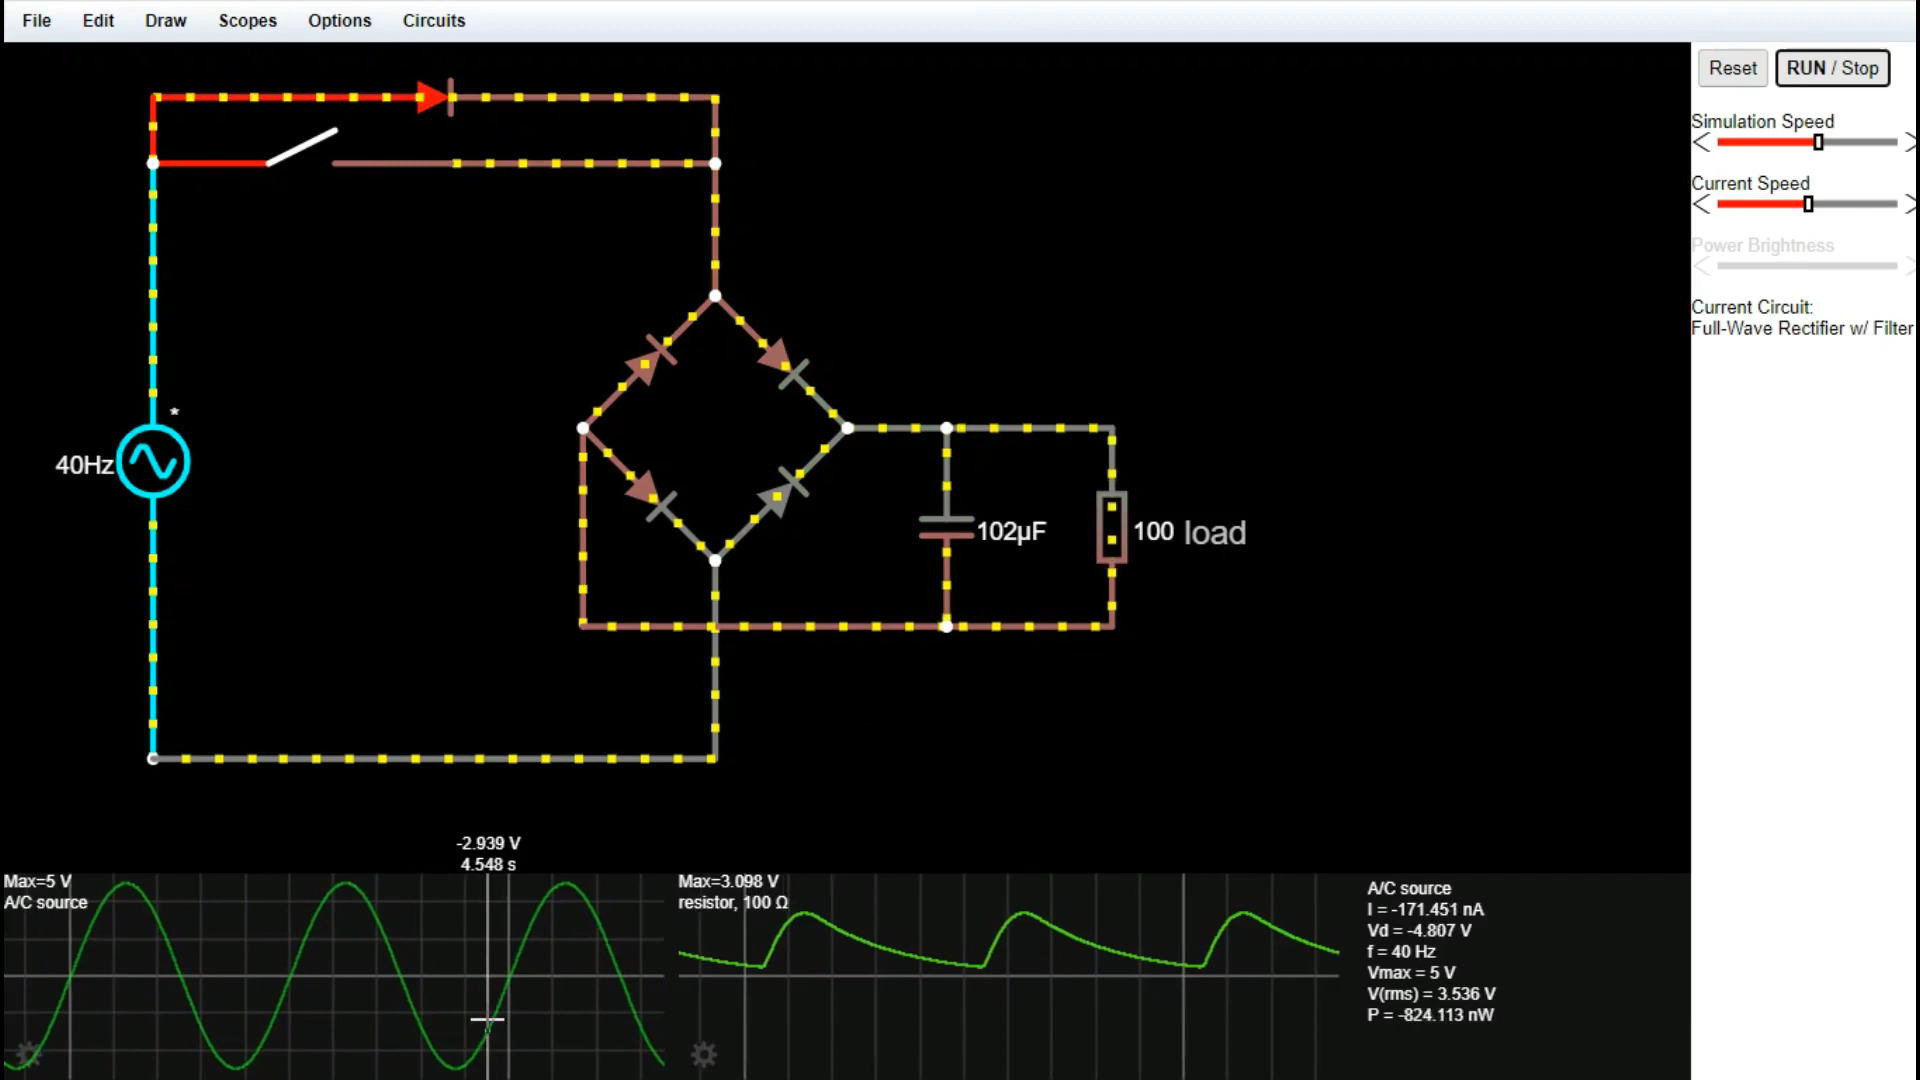 File Edit Draw Scopes Options Circuits
Reset RUN / Stop
Simulation Speed
Current Speed
Power Brightness
Current Circuit:
Full-Wave Rectifier w/ Filter
*
40Hz
102μF
100 load
-2.939 V
4.548 s
Max=5 V
A/C source
Max=3.098 V
resistor, 100 Ω
A/C source
I = -171.451 nA
Vd = -4.807 V
f = 40 Hz
Vmax = 5 V
V(rms) = 3.536 V
P = -824.113 nW